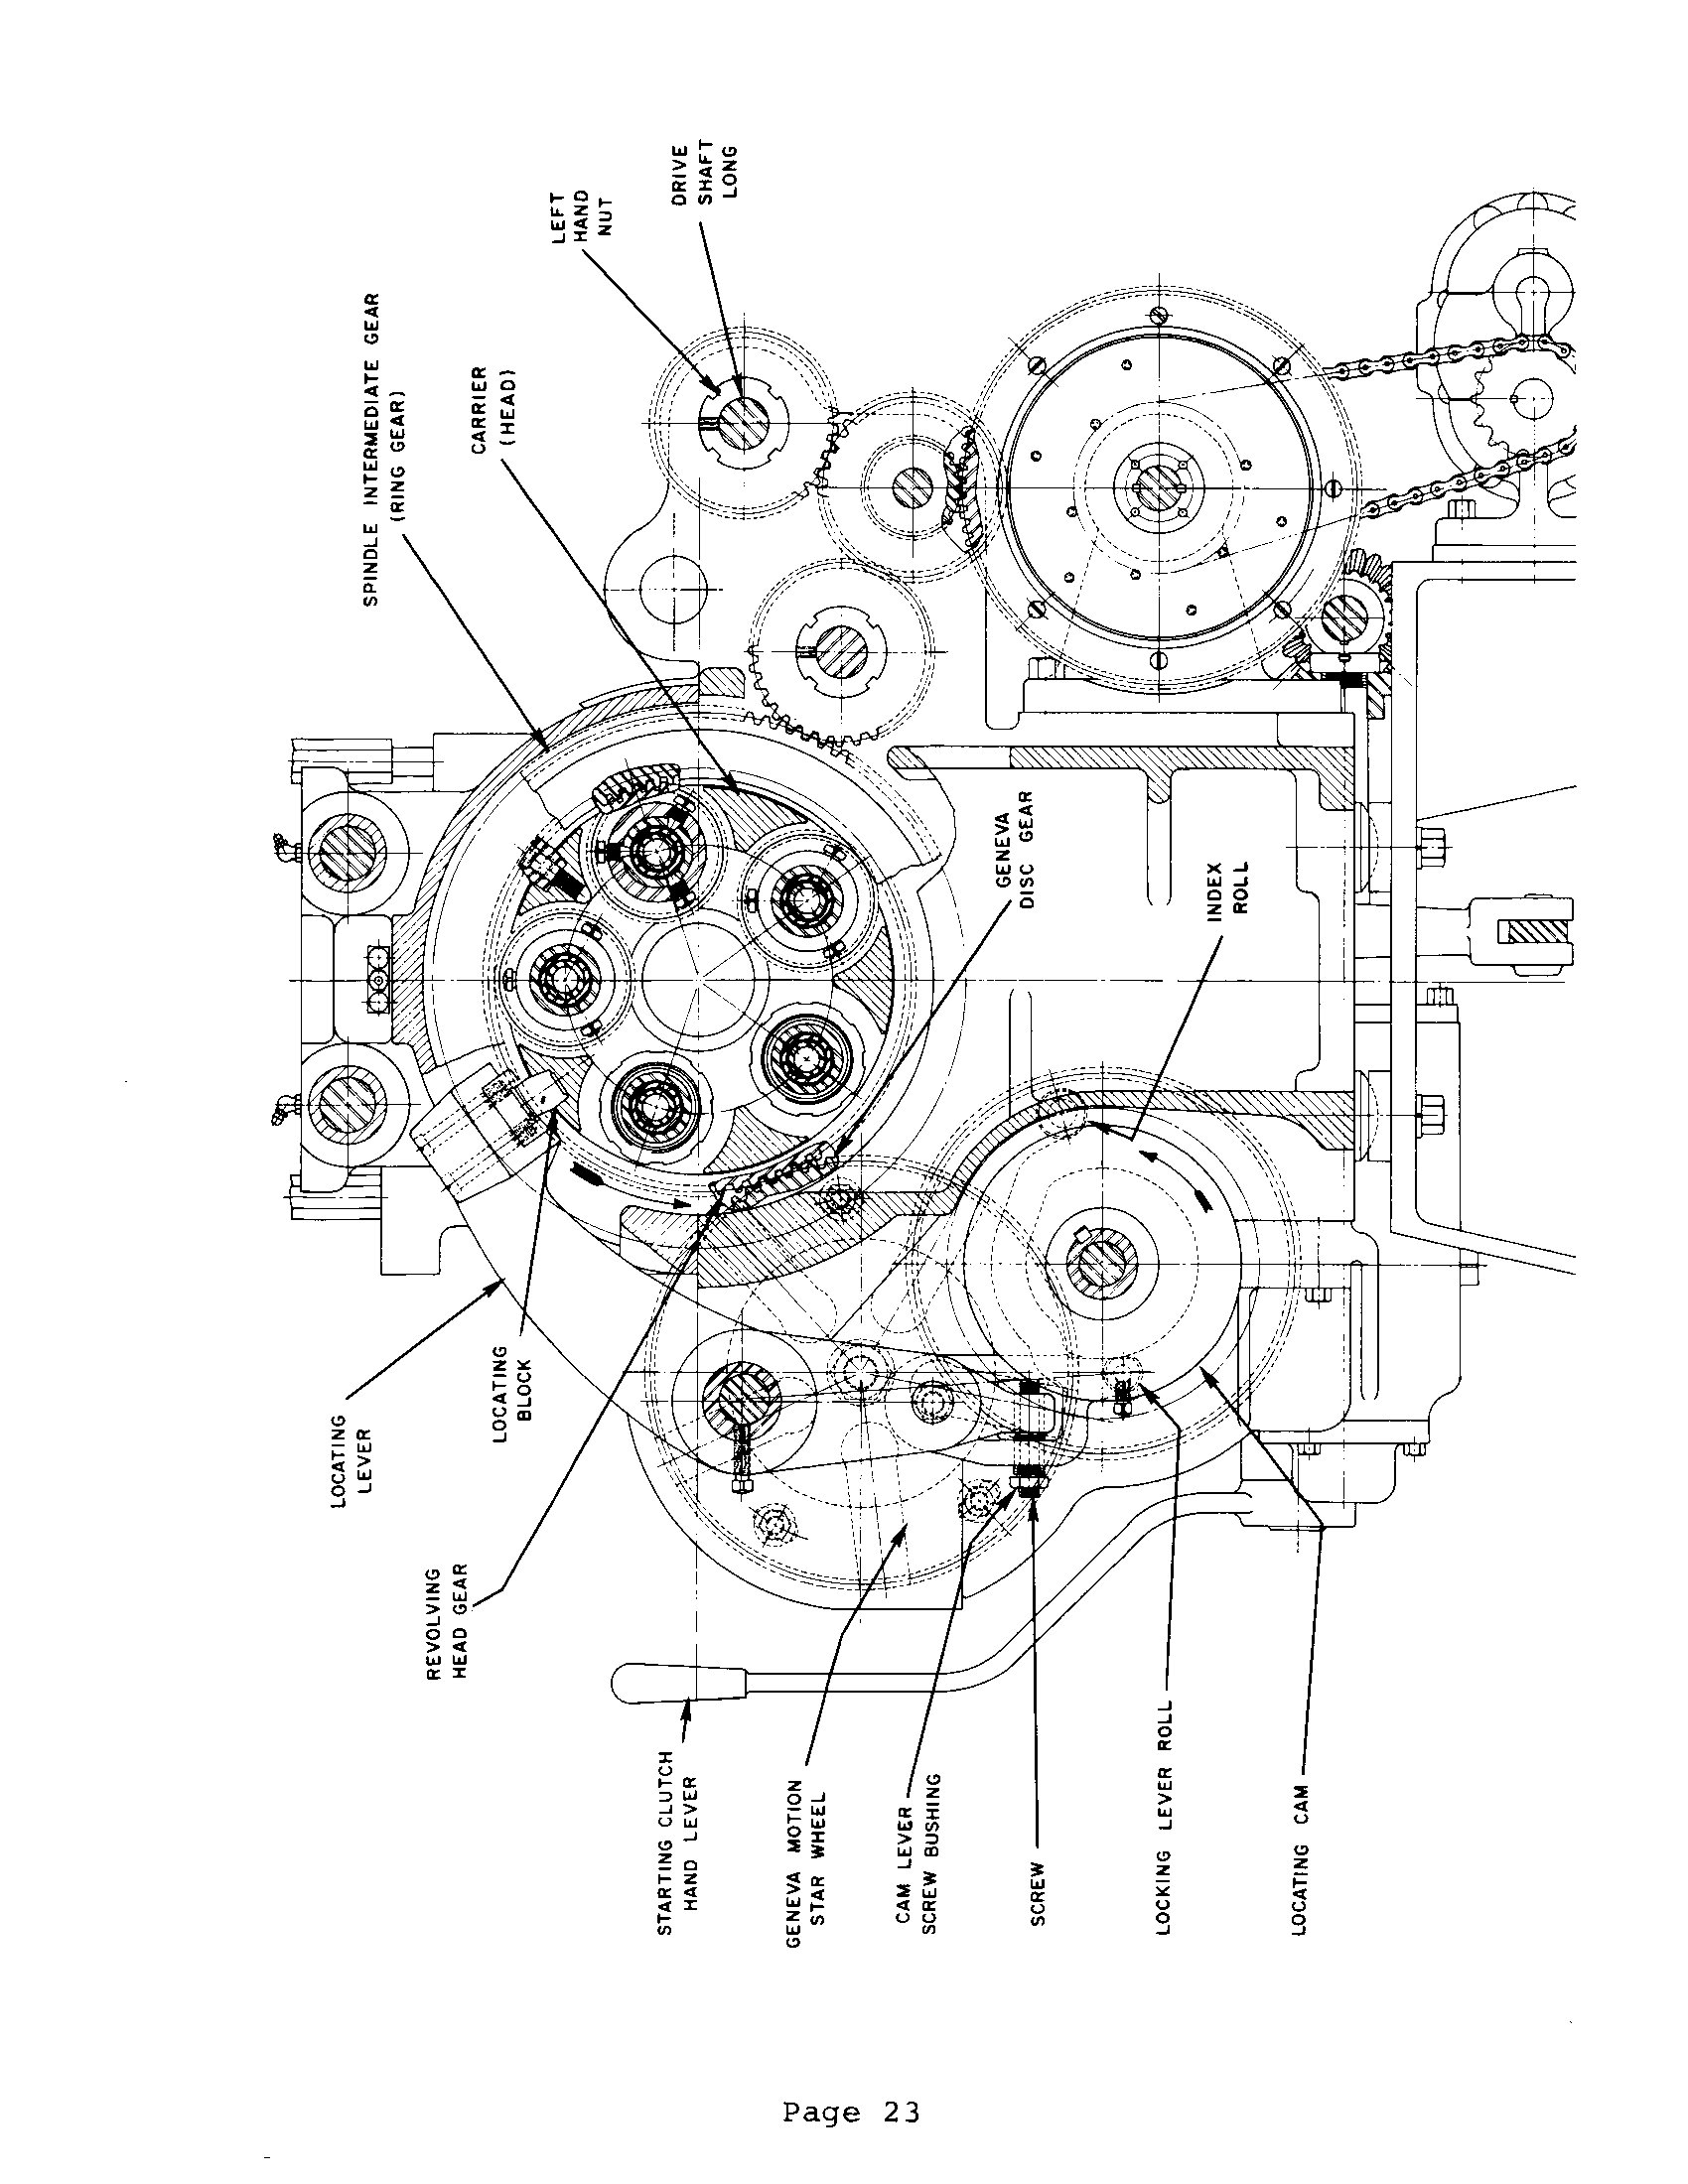 SPINDLE INTERMEDIATE GEAR
(RING GEAR)
CARRIER
(HEAD)
LEFT
HAND
NUT
DRIVE
SHAFT
LONG
GENEVA
DISC GEAR
INDEX
ROLL
LOCATING
LEVER
LOCATING
BLOCK
REVOLVING
HEAD GEAR
STARTING CLUTCH
HAND LEVER
GENEVA MOTION
STAR WHEEL
CAM LEVER
SCREW BUSHING
SCREW
LOCKING LEVER ROLL
LOCATING CAM
Page 23